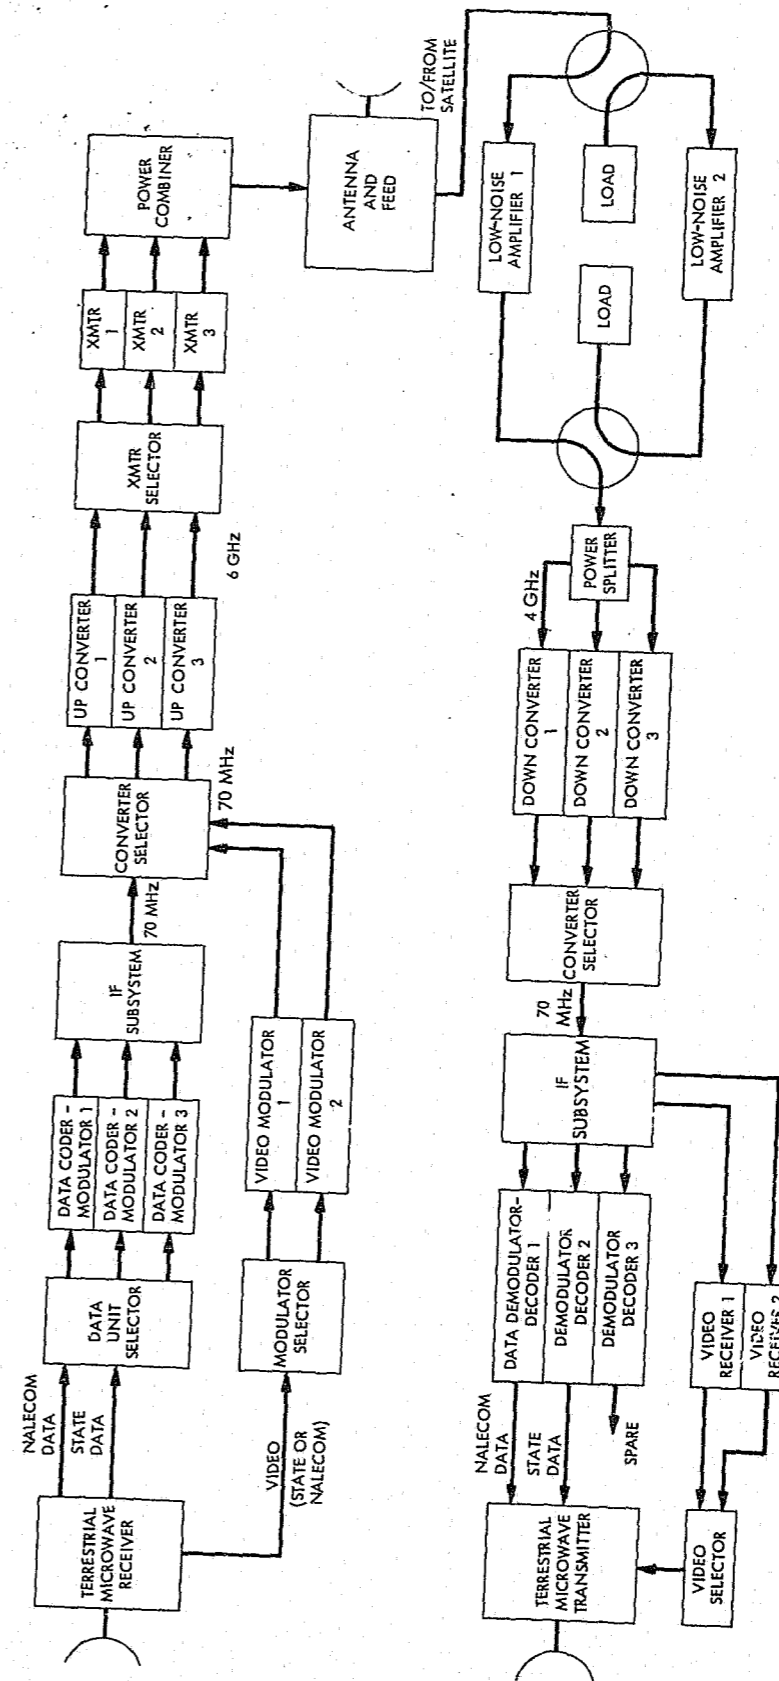 TERRESTRIAL
MICROWAVE
RECEIVER
NALECOM
DATA
STATE
DATA
VIDEO
(STATE OR
NALECOM)
DATA
UNIT
SELECTOR
DATA CODER-
MODULATOR 1
DATA CODER-
MODULATOR 2
DATA CODER-
MODULATOR 3
MODULATOR
SELECTOR
VIDEO MODULATOR
1
VIDEO MODULATOR
2
IF
SUBSYSTEM
70 MHz
CONVERTER
SELECTOR
70 MHz
UP CONVERTER
1
UP CONVERTER
2
UP CONVERTER
3
6 GHz
XMTR
SELECTOR
XMTR
1
XMTR
2
XMTR
3
POWER
COMBINER
ANTENNA
AND
FEED
TO/FROM
SATELLITE
LOW-NOISE
AMPLIFIER 1
LOAD
LOAD
LOW-NOISE
AMPLIFIER 2
POWER
SPLITTER
4 GHz
DOWN CONVERTER
1
DOWN CONVERTER
2
DOWN CONVERTER
3
CONVERTER
SELECTOR
70
MHz
IF
SUBSYSTEM
DATA DEMODULATOR-
DECODER 1
DEMODULATOR
DECODER 2
DEMODULATOR
DECODER 3
NALECOM
DATA
STATE
DATA
SPARE
VIDEO
RECEIVER 1
VIDEO
RECEIVER 2
VIDEO
SELECTOR
TERRESTRIAL
MICROWAVE
TRANSMITTER